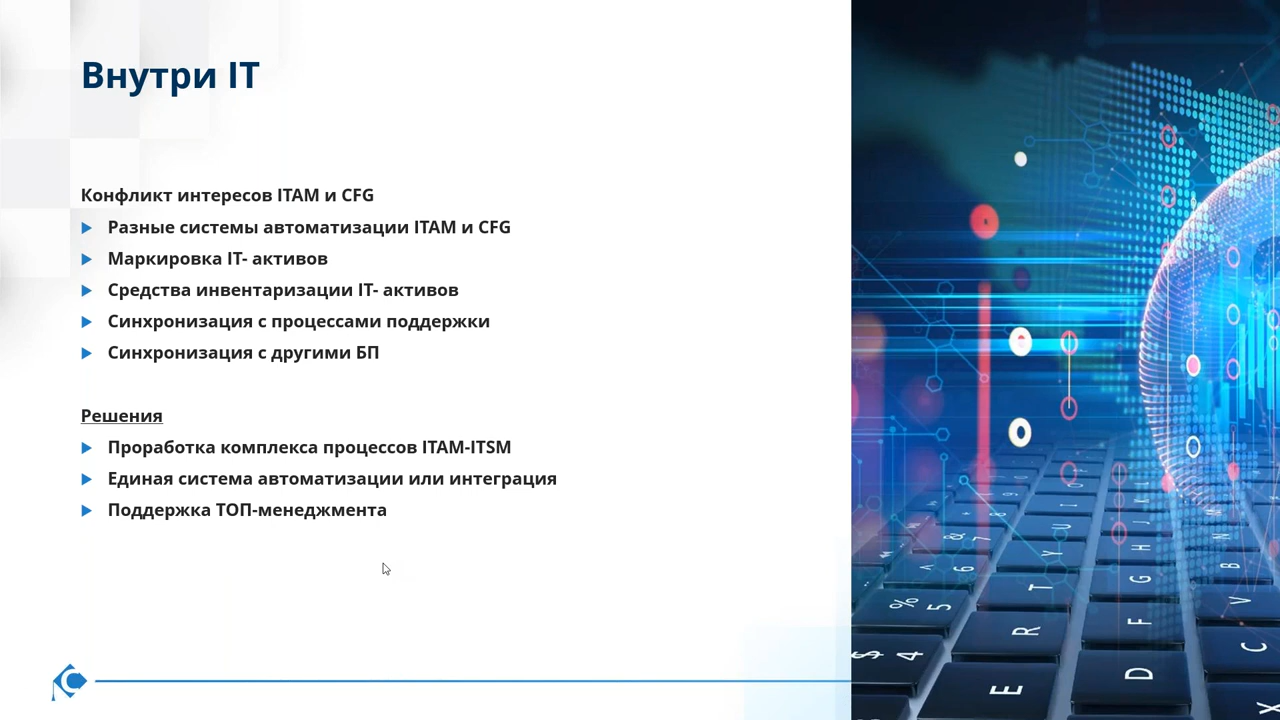 Внутри IT
Конфликт интересов ITAM и CFG
Разные системы автоматизации ITAM и CFG
Маркировка IT- активов
Средства инвентаризации IT- активов
Синхронизация с процессами поддержки
Синхронизация с другими БП
Решения
Проработка комплекса процессов ITAM-ITSM
Единая система автоматизации или интеграция
Поддержка ТОП-менеджмента